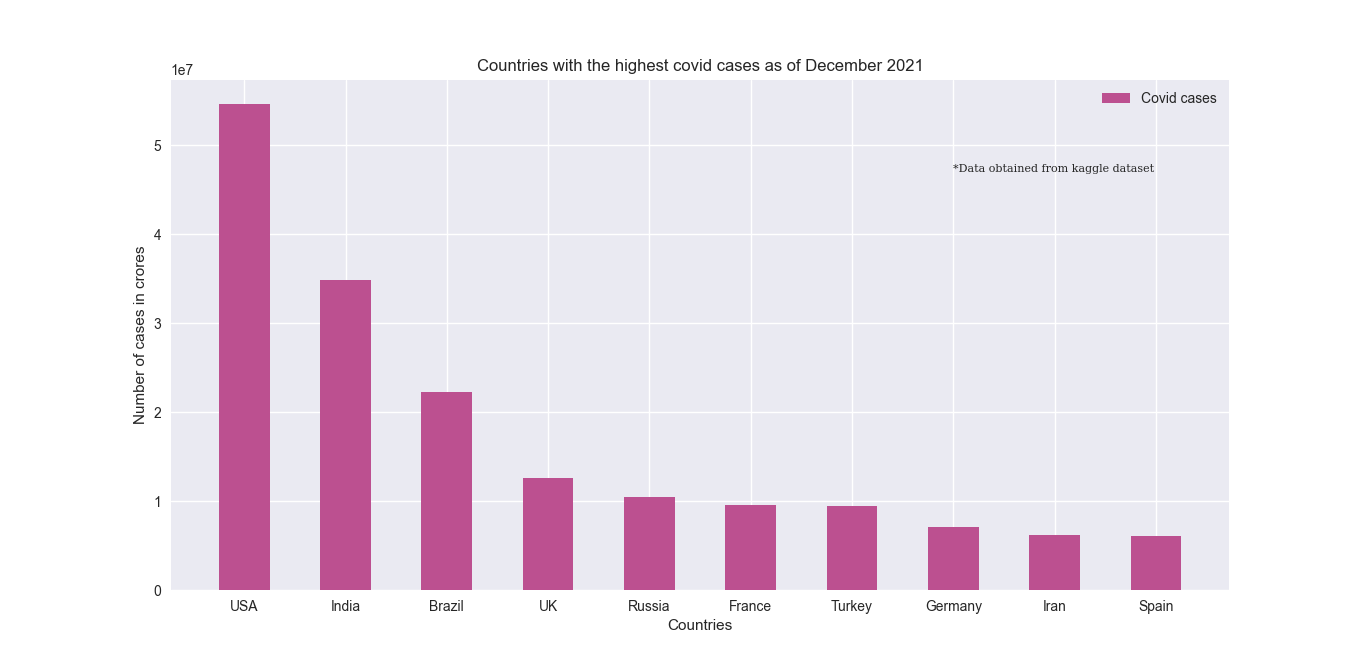 Countries with the highest covid cases as of December 2021
1e7
Covid cases
*Data obtained from kaggle dataset
Number of cases in crores
5
4
3
2
1
0
USA India Brazil UK Russia France Turkey Germany Iran Spain
Countries